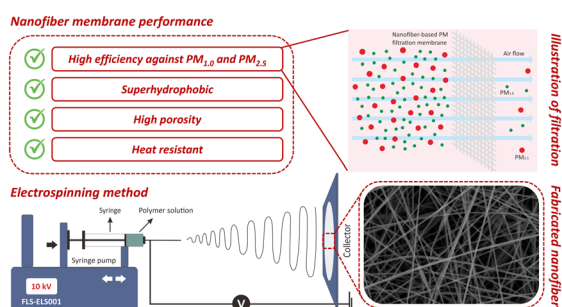 Nanofiber membrane performance
High efficiency against PM1.0 and PM2.5
Superhydrophobic
High porosity
Heat resistant
Nanofiber-based PM
filtration membrane
Air flow
PM1.0
PM2.5
Illustration of filtration
Electrospinning method
Syringe
Polymer solution
Syringe pump
10 kV
FLS-ELS001
V
Collector
Fabricated nanofiber